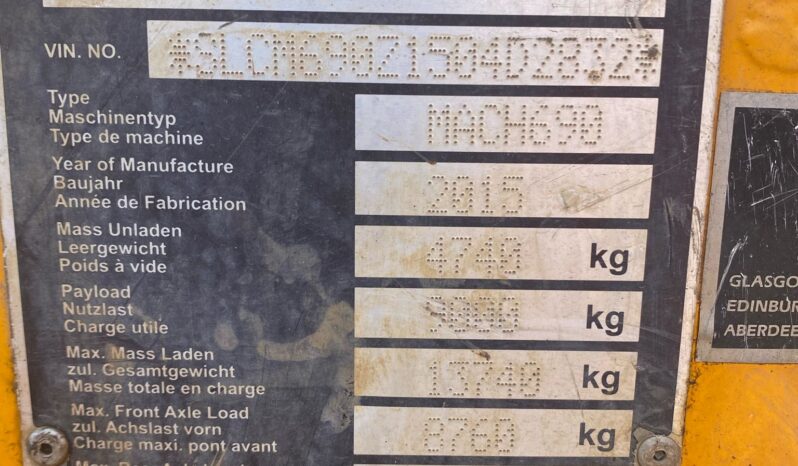 VIN. NO. *SLCM690Z1504D2872*
Type
Maschinentyp MACH690
Type de machine
Year of Manufacture
Baujahr 2015
Année de Fabrication
Mass Unladen
Leergewicht 4740 kg
Poids à vide
Payload
Nutzlast 9000 kg
Charge utile
Max. Mass Laden
zul. Gesamtgewicht 13740 kg
Masse totale en charge
Max. Front Axle Load
zul. Achslast vorn 8760 kg
Charge maxi. pont avant
GLASGO
EDINBUR
ABERDEE